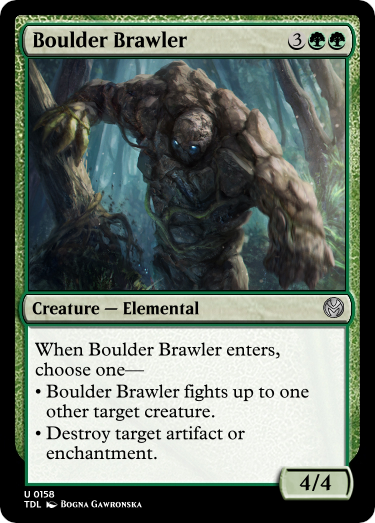 Boulder Brawler 3
Creature — Elemental
When Boulder Brawler enters,
choose one—
• Boulder Brawler fights up to one
other target creature.
• Destroy target artifact or
enchantment.
4/4
U 0158
TDL Bogna Gawronska